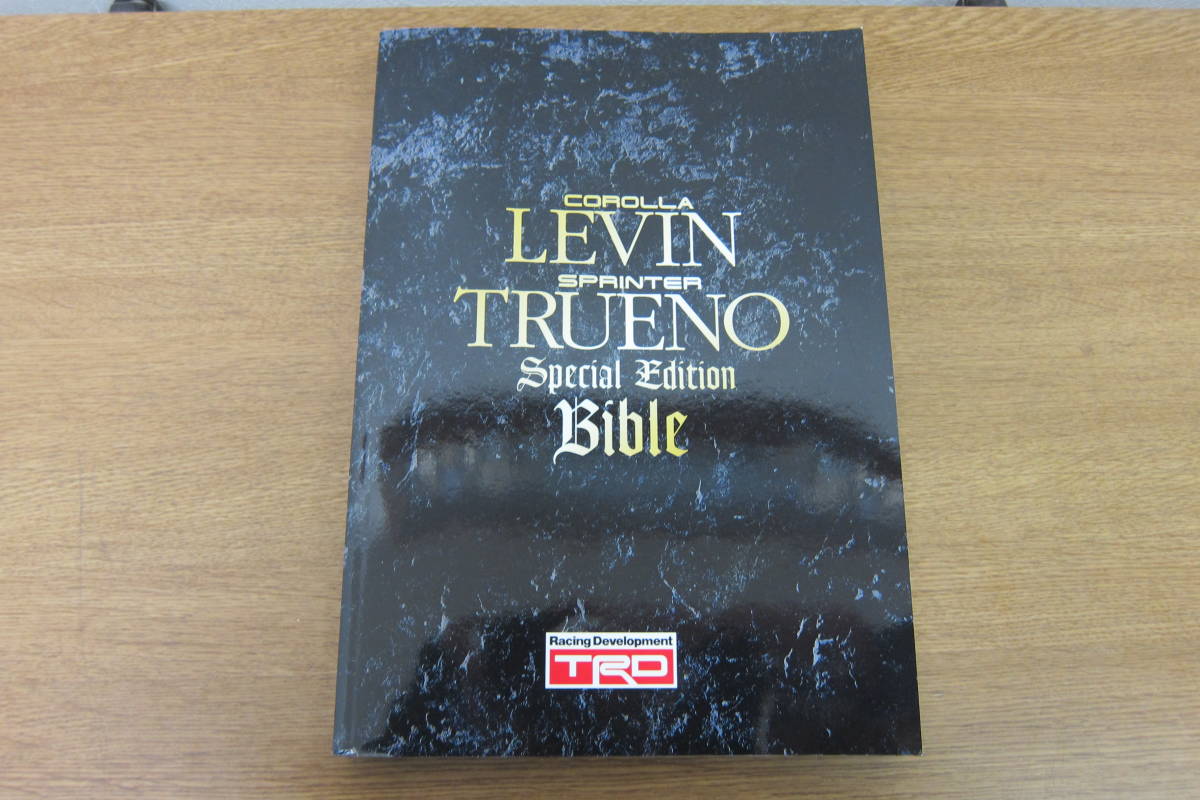 COROLLA
LEVIN
SPRINTER
TRUENO
Special Edition
Bible
Racing Development
TRD